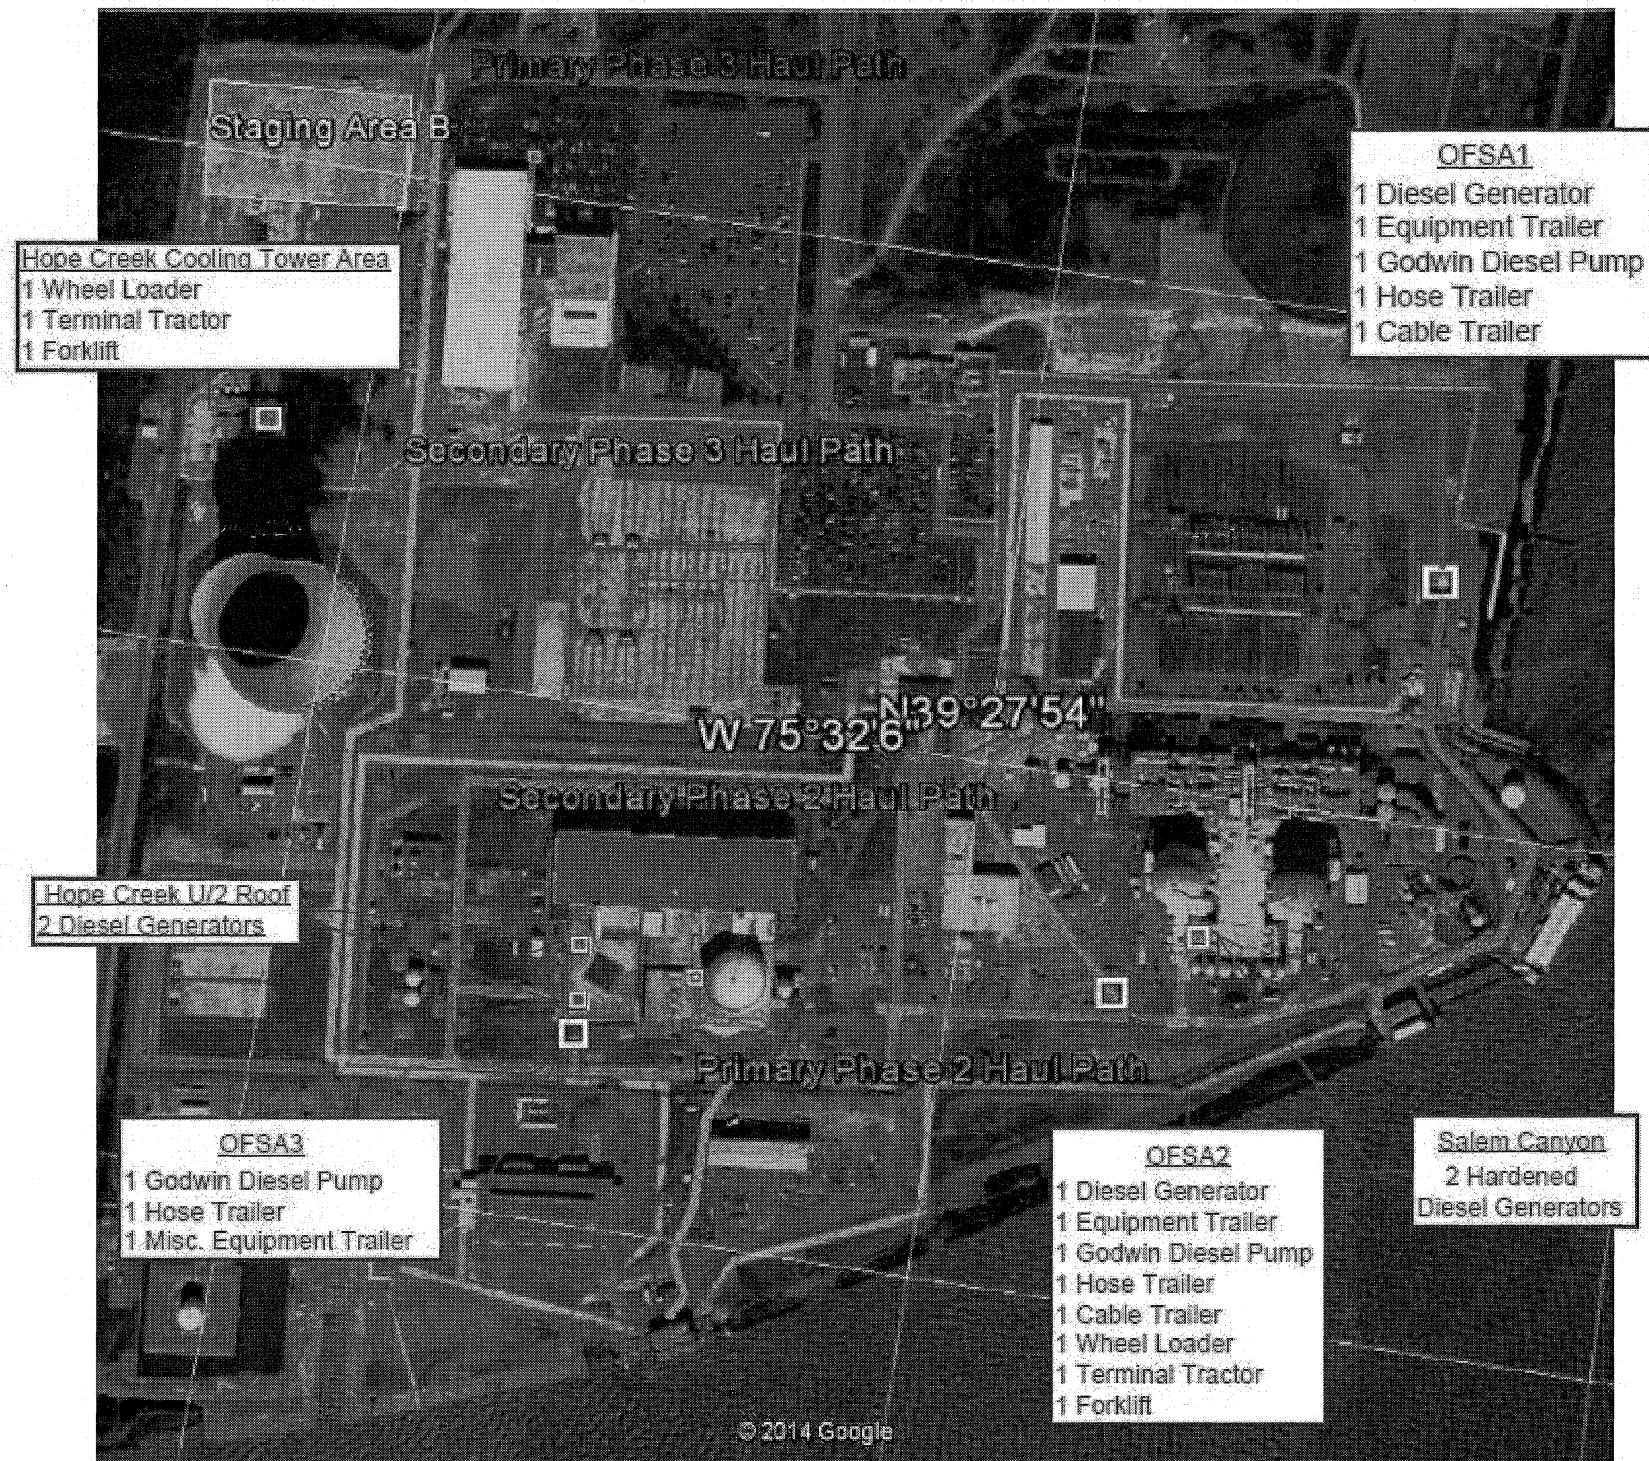 Primary Phase 3 Haul Path
Staging Area B
OFSA1
1 Diesel Generator
1 Equipment Trailer
1 Godwin Diesel Pump
1 Hose Trailer
1 Cable Trailer
Hope Creek Cooling Tower Area
1 Wheel Loader
1 Terminal Tractor
1 Forklift
Secondary Phase 3 Haul Path
N39°27'54"
W 75°32'6"
Secondary Phase 2 Haul Path
Hope Creek U/2 Roof
2 Diesel Generators
Primary Phase 2 Haul Path
OFSA3
1 Godwin Diesel Pump
1 Hose Trailer
1 Misc. Equipment Trailer
OFSA2
1 Diesel Generator
1 Equipment Trailer
1 Godwin Diesel Pump
1 Hose Trailer
1 Cable Trailer
1 Wheel Loader
1 Terminal Tractor
1 Forklift
Salem Canyon
2 Hardened
Diesel Generators
© 2014 Google